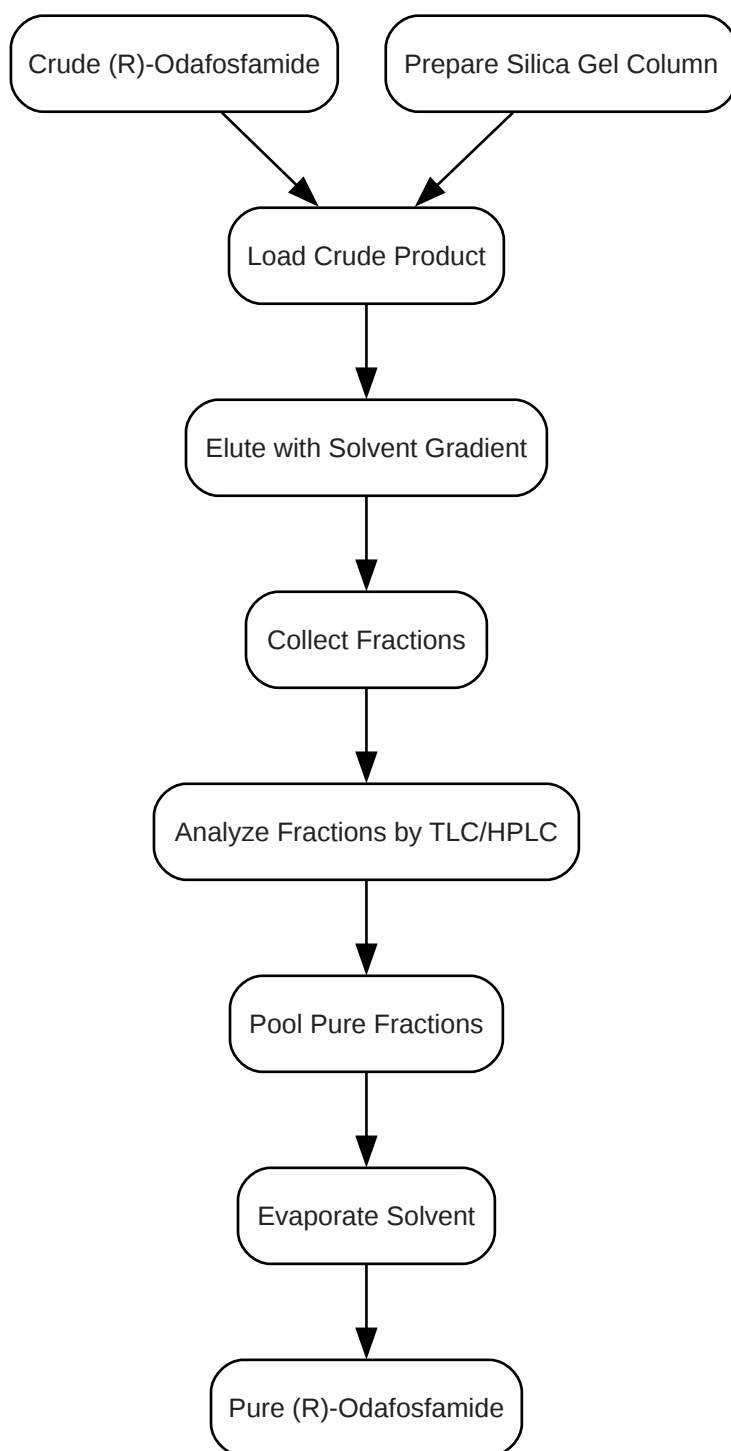 Crude (R)-Odafosfamide
Prepare Silica Gel Column
Load Crude Product
Elute with Solvent Gradient
Collect Fractions
Analyze Fractions by TLC/HPLC
Pool Pure Fractions
Evaporate Solvent
Pure (R)-Odafosfamide